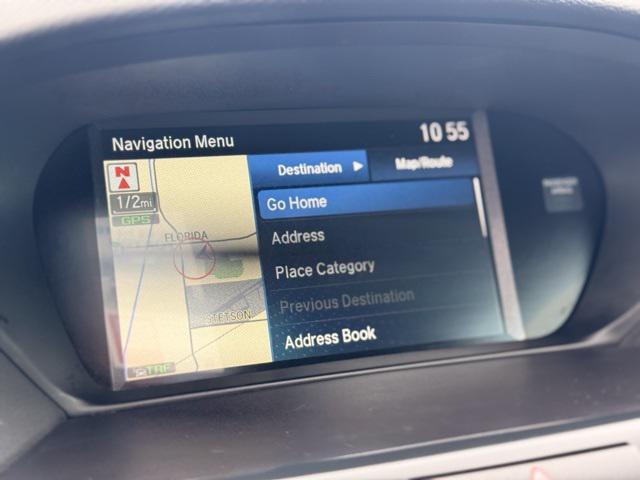 Navigation Menu
10 55
Destination
Map/Route
N
1/2mi
GPS
Go Home
FLORIDA
Address
Place Category
Previous Destination
STETSON
Address Book
TRF